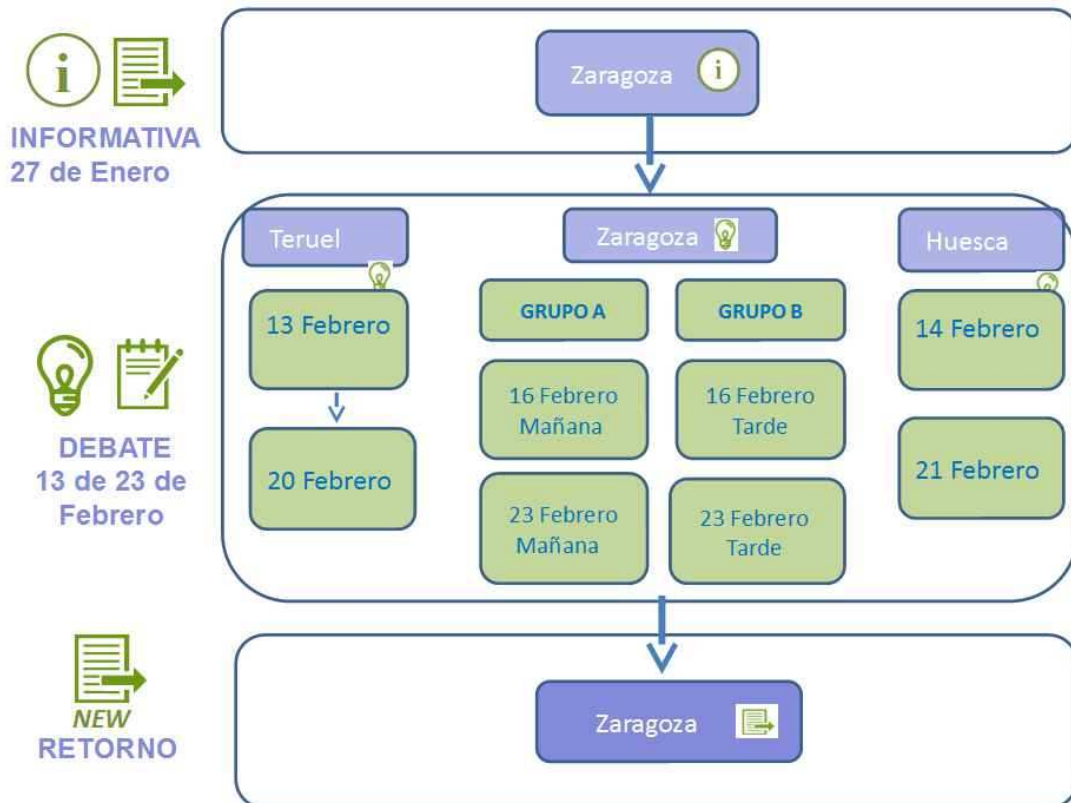 Zaragoza
i
i
INFORMATIVA
27 de Enero
Teruel
Zaragoza
Huesca
13 Febrero
GRUPO A
GRUPO B
14 Febrero
16 Febrero
Mañana
16 Febrero
Tarde
DEBATE
13 de 23 de
Febrero
20 Febrero
21 Febrero
23 Febrero
Mañana
23 Febrero
Tarde
NEW
RETORNO
Zaragoza